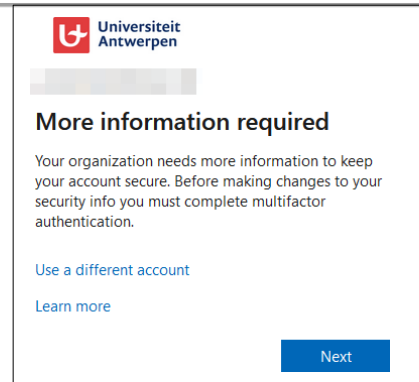 Universiteit
Antwerpen
More information required
Your organization needs more information to keep
your account secure. Before making changes to your
security info you must complete multifactor
authentication.
Use a different account
Learn more
Next